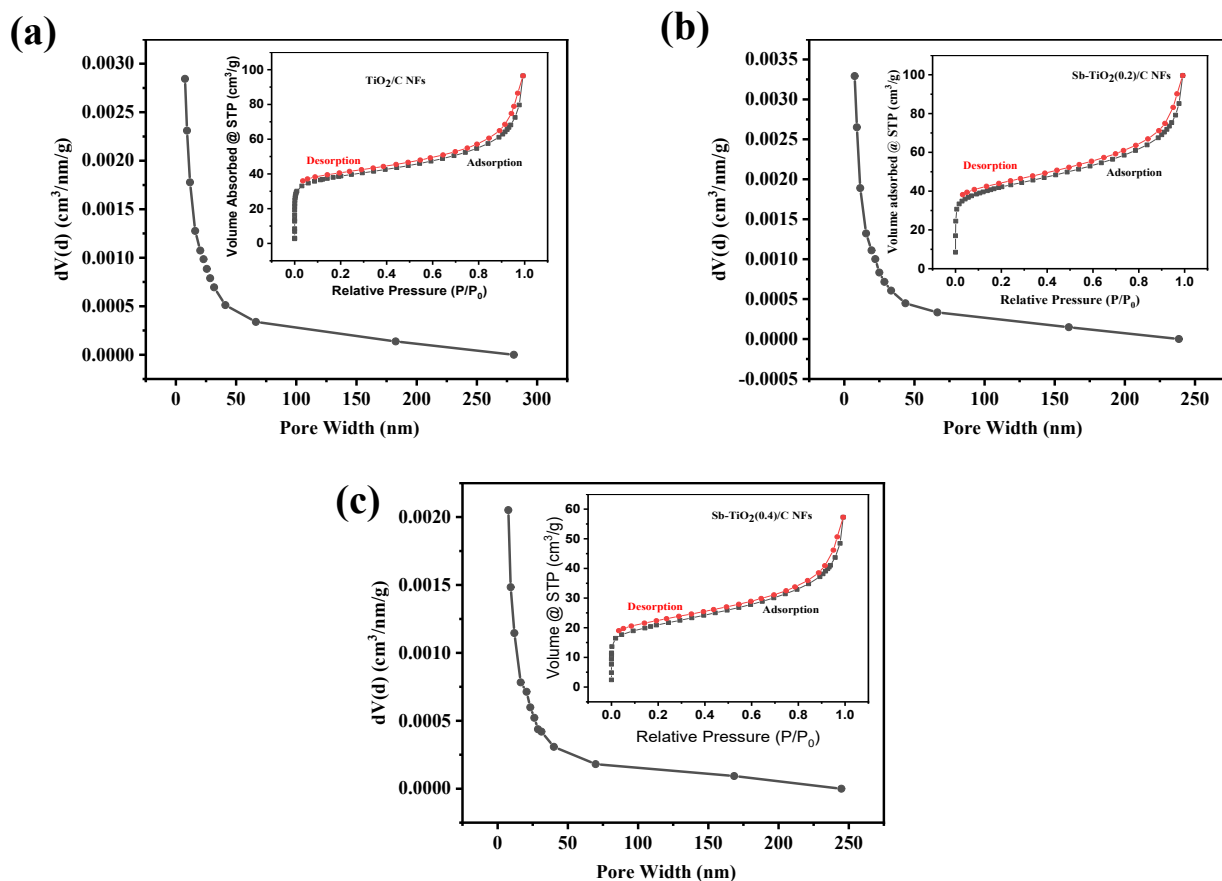 (a)
0.0030
0.0025
0.0020
0.0015
0.0010
0.0005
0.0000
dV(d) (cm³/nm/g)
0 50 100 150 200 250 300
Pore Width (nm)
TiO₂/C NFs
100
80
60
40
20
0
Volume Absorbed @ STP (cm³/g)
Desorption
Adsorption
0.0 0.2 0.4 0.6 0.8 1.0
Relative Pressure (P/P₀)
(b)
0.0035
0.0030
0.0025
0.0020
0.0015
0.0010
0.0005
0.0000
-0.0005
dV(d) (cm³/nm/g)
0 50 100 150 200 250
Pore Width (nm)
Sb-TiO₂(0.2)/C NFs
100
80
60
40
20
0
Volume adsorbed @ STP (cm³/g)
Desorption
Adsorption
0.0 0.2 0.4 0.6 0.8 1.0
Relative Pressure (P/P₀)
(c)
0.0020
0.0015
0.0010
0.0005
0.0000
dV(d) (cm³/nm/g)
0 50 100 150 200 250
Pore Width (nm)
Sb-TiO₂(0.4)/C NFs
60
50
40
30
20
10
0
Volume @ STP (cm³/g)
Desorption
Adsorption
0.0 0.2 0.4 0.6 0.8 1.0
Relative Pressure (P/P₀)